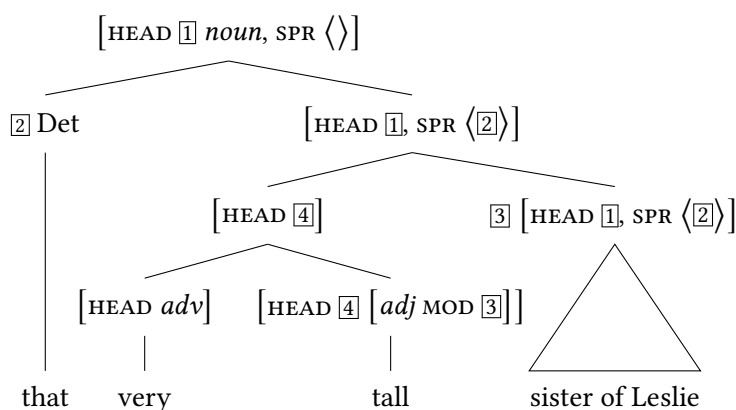 [HEAD 1 noun, SPR ⟨⟩]
2 Det [HEAD 1, SPR ⟨2⟩]
[HEAD 4] 3 [HEAD 1, SPR ⟨2⟩]
[HEAD adv] [HEAD 4 [adj MOD 3]]
that very tall sister of Leslie